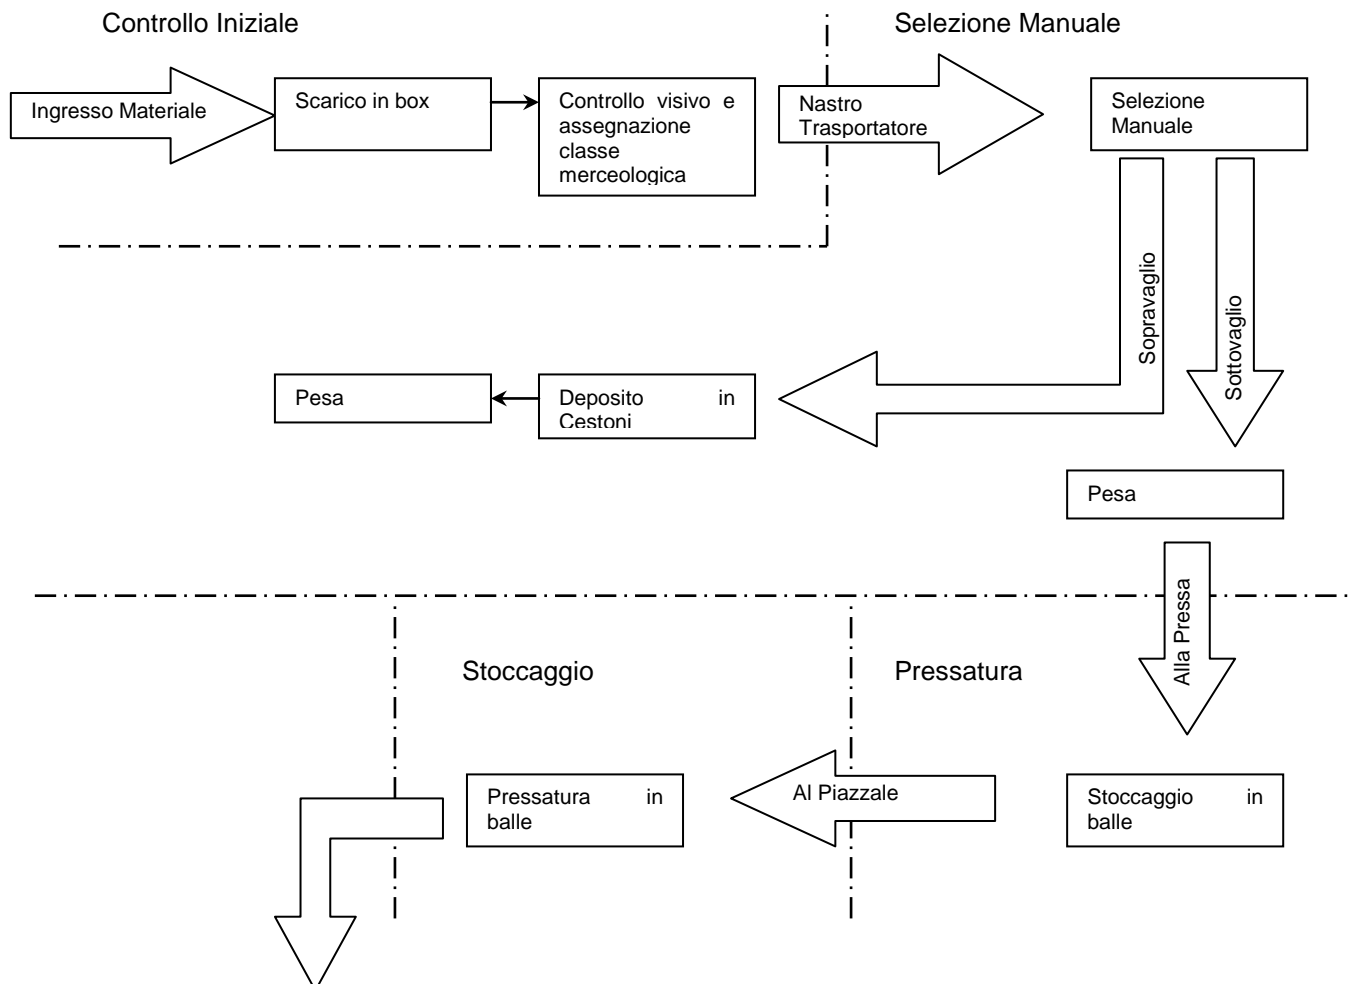 Controllo Iniziale
Selezione Manuale
Ingresso Materiale
Scarico in box
Controllo visivo e
assegnazione
classe
merceologica
Nastro
Trasportatore
Selezione
Manuale
Sopravaglio
Sottovaglio
Pesa
Deposito in
Cestoni
Pesa
Alla Pressa
Stoccaggio
Pressatura
Pressatura in
balle
Al Piazzale
Stoccaggio in
balle